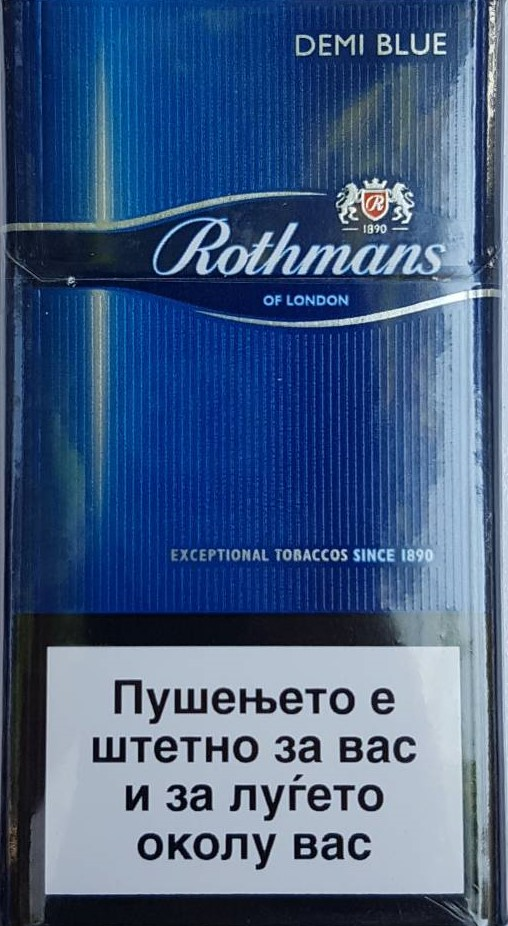 DEMI BLUE
R
1890
Rothmans
OF LONDON
EXCEPTIONAL TOBACCOS SINCE 1890
Пушењето е
штетно за вас
и за луѓето
околу вас